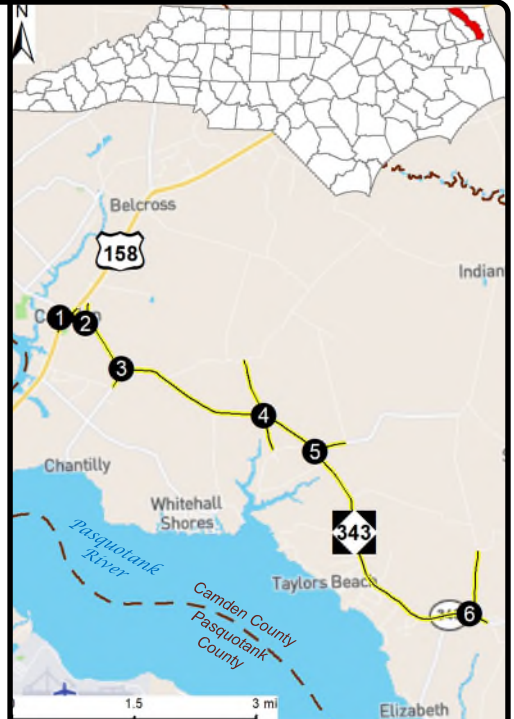 N
Belcross
158
Indian
1
2
3
4
5
Chantilly
Whitehall
Shores
343
Pasquotank
River
Taylors Beach
Camden County
Pasquotank
County
6
1.5
3 mi
Elizabeth